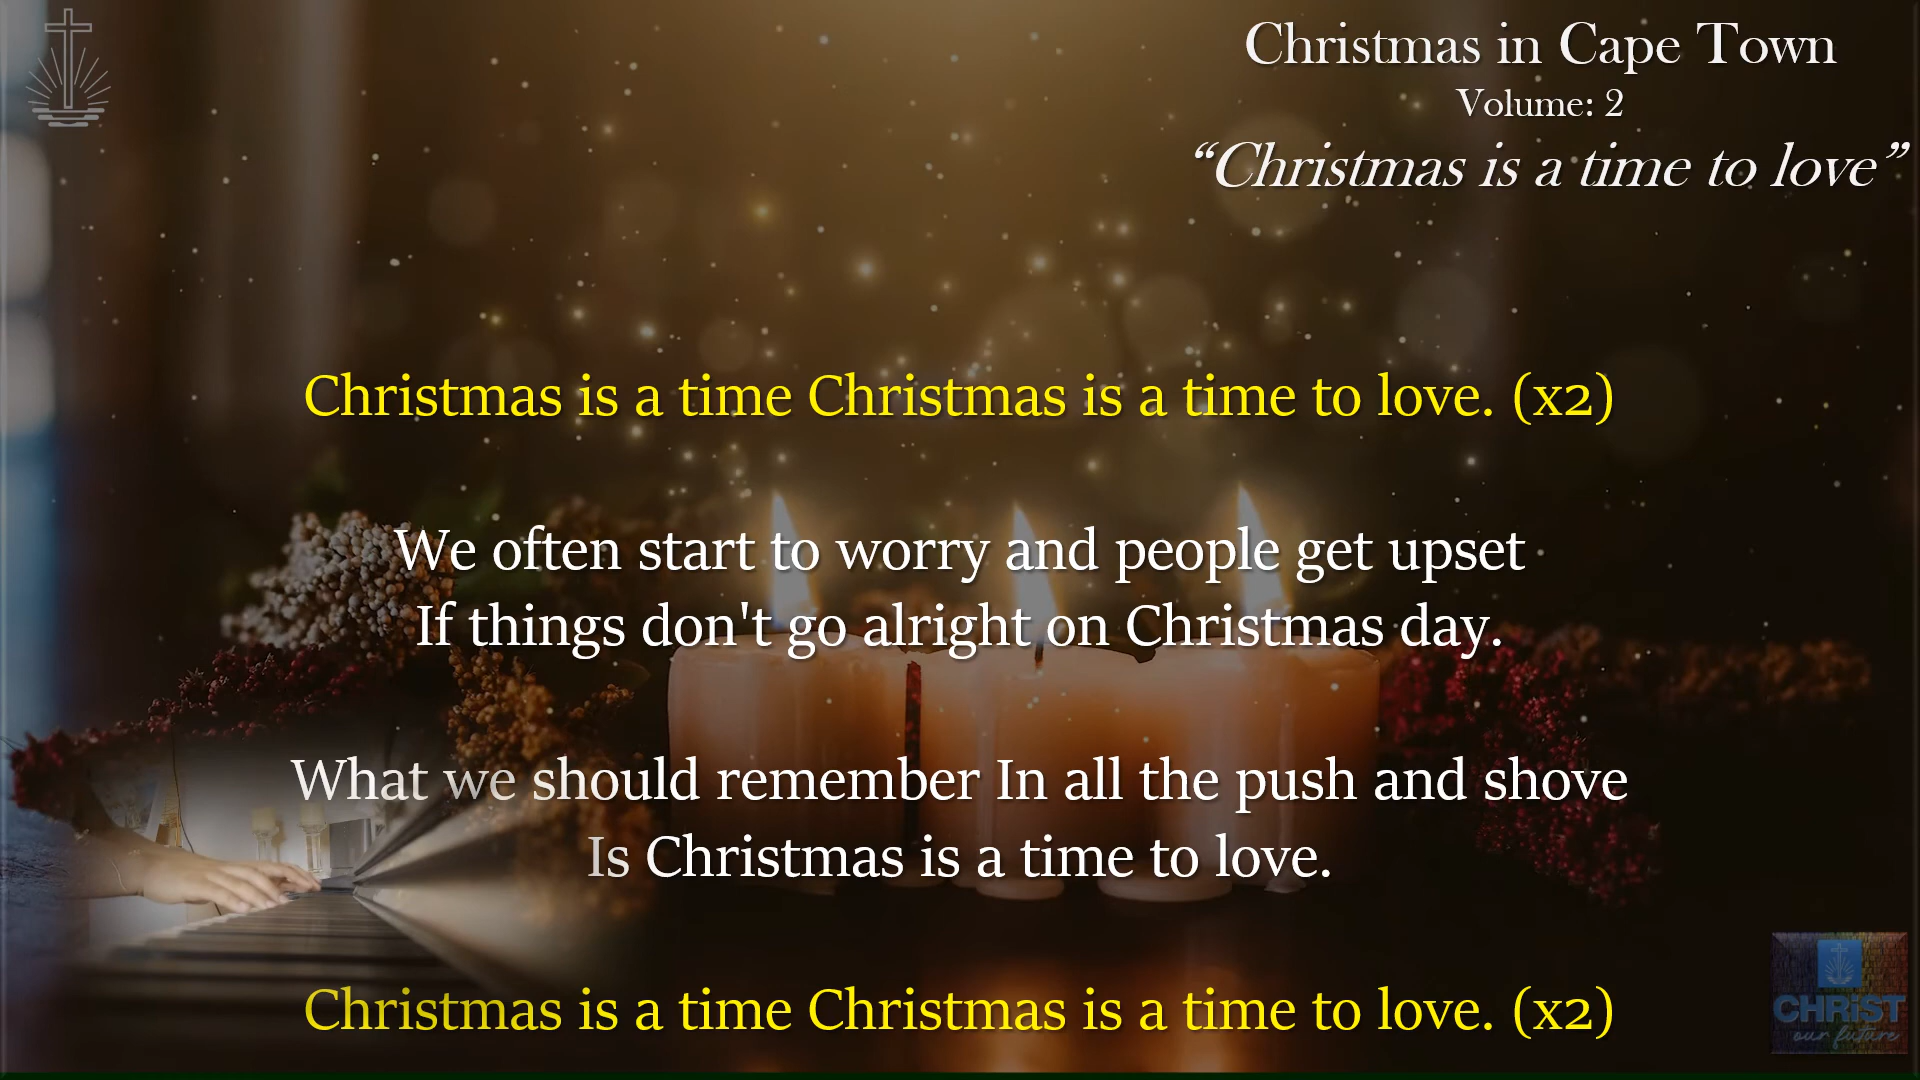 Christmas in Cape Town
Volume: 2
“Christmas is a time to love”
Christmas is a time Christmas is a time to love. (x2)
We often start to worry and people get upset
If things don't go alright on Christmas day.
What we should remember In all the push and shove
Is Christmas is a time to love.
Christmas is a time Christmas is a time to love. (x2)
CHRiST
our future